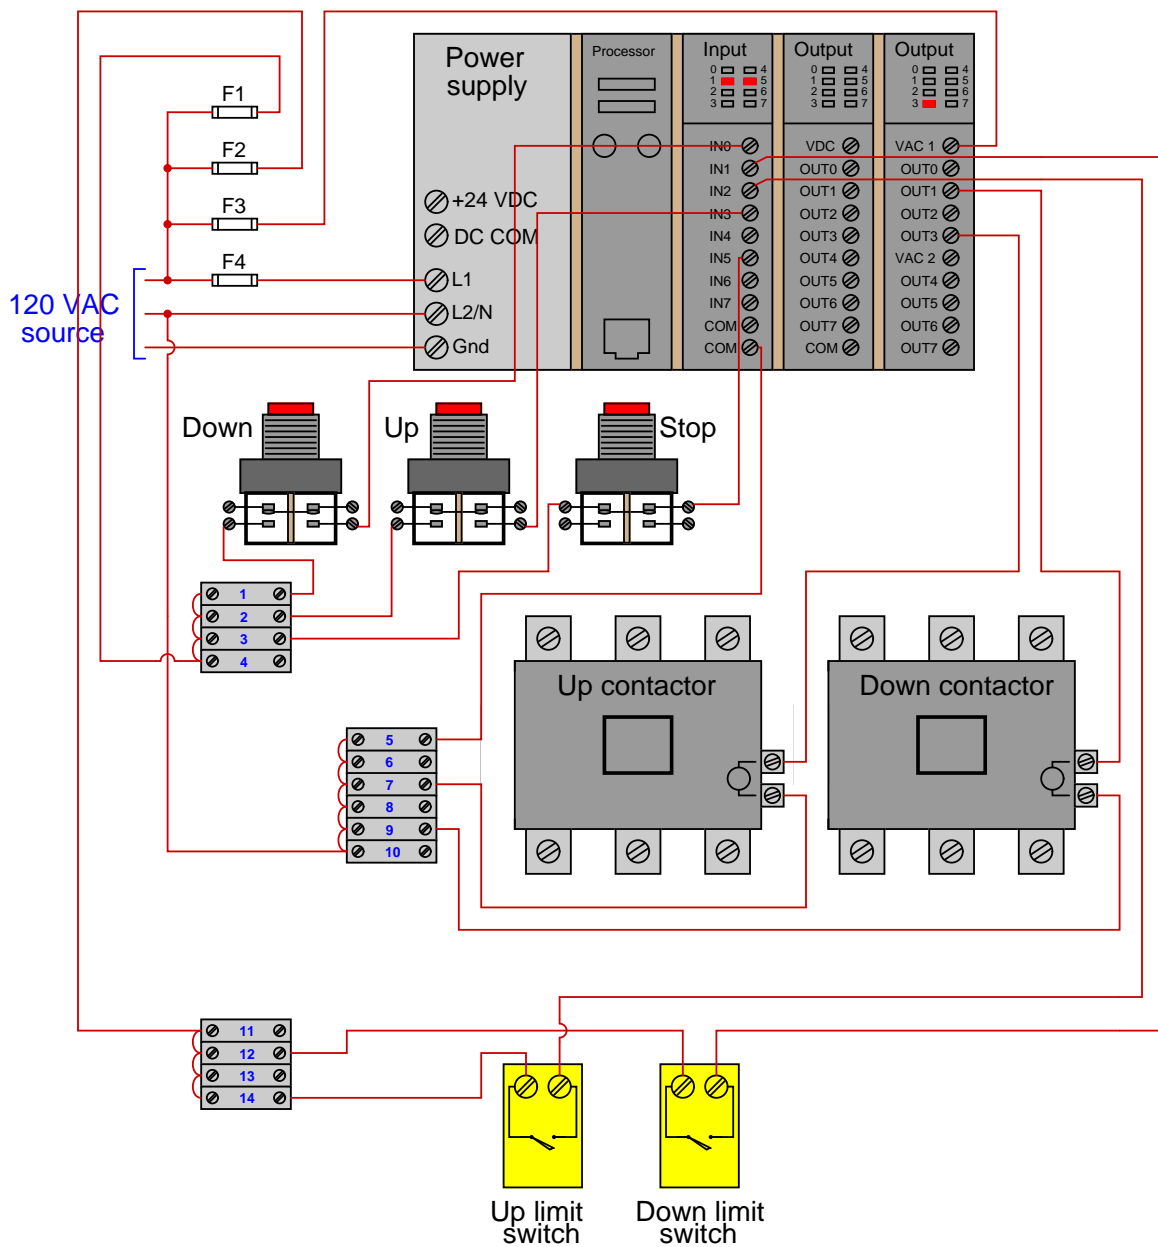 F1
F2
F3
F4
120 VAC
source
Power
supply
+24 VDC
DC COM
L1
L2/N
Gnd
Processor
Input
0 4
1 5
2 6
3 7
IN0
IN1
IN2
IN3
IN4
IN5
IN6
IN7
COM
COM
Output
0 4
1 5
2 6
3 7
VDC
OUT0
OUT1
OUT2
OUT3
OUT4
OUT5
OUT6
OUT7
COM
Output
0 4
1 5
2 6
3 7
VAC 1
OUT0
OUT1
OUT2
OUT3
VAC 2
OUT4
OUT5
OUT6
OUT7
Down
Up
Stop
1
2
3
4
5
6
7
8
9
10
Up contactor
Down contactor
11
12
13
14
Up limit
switch
Down limit
switch